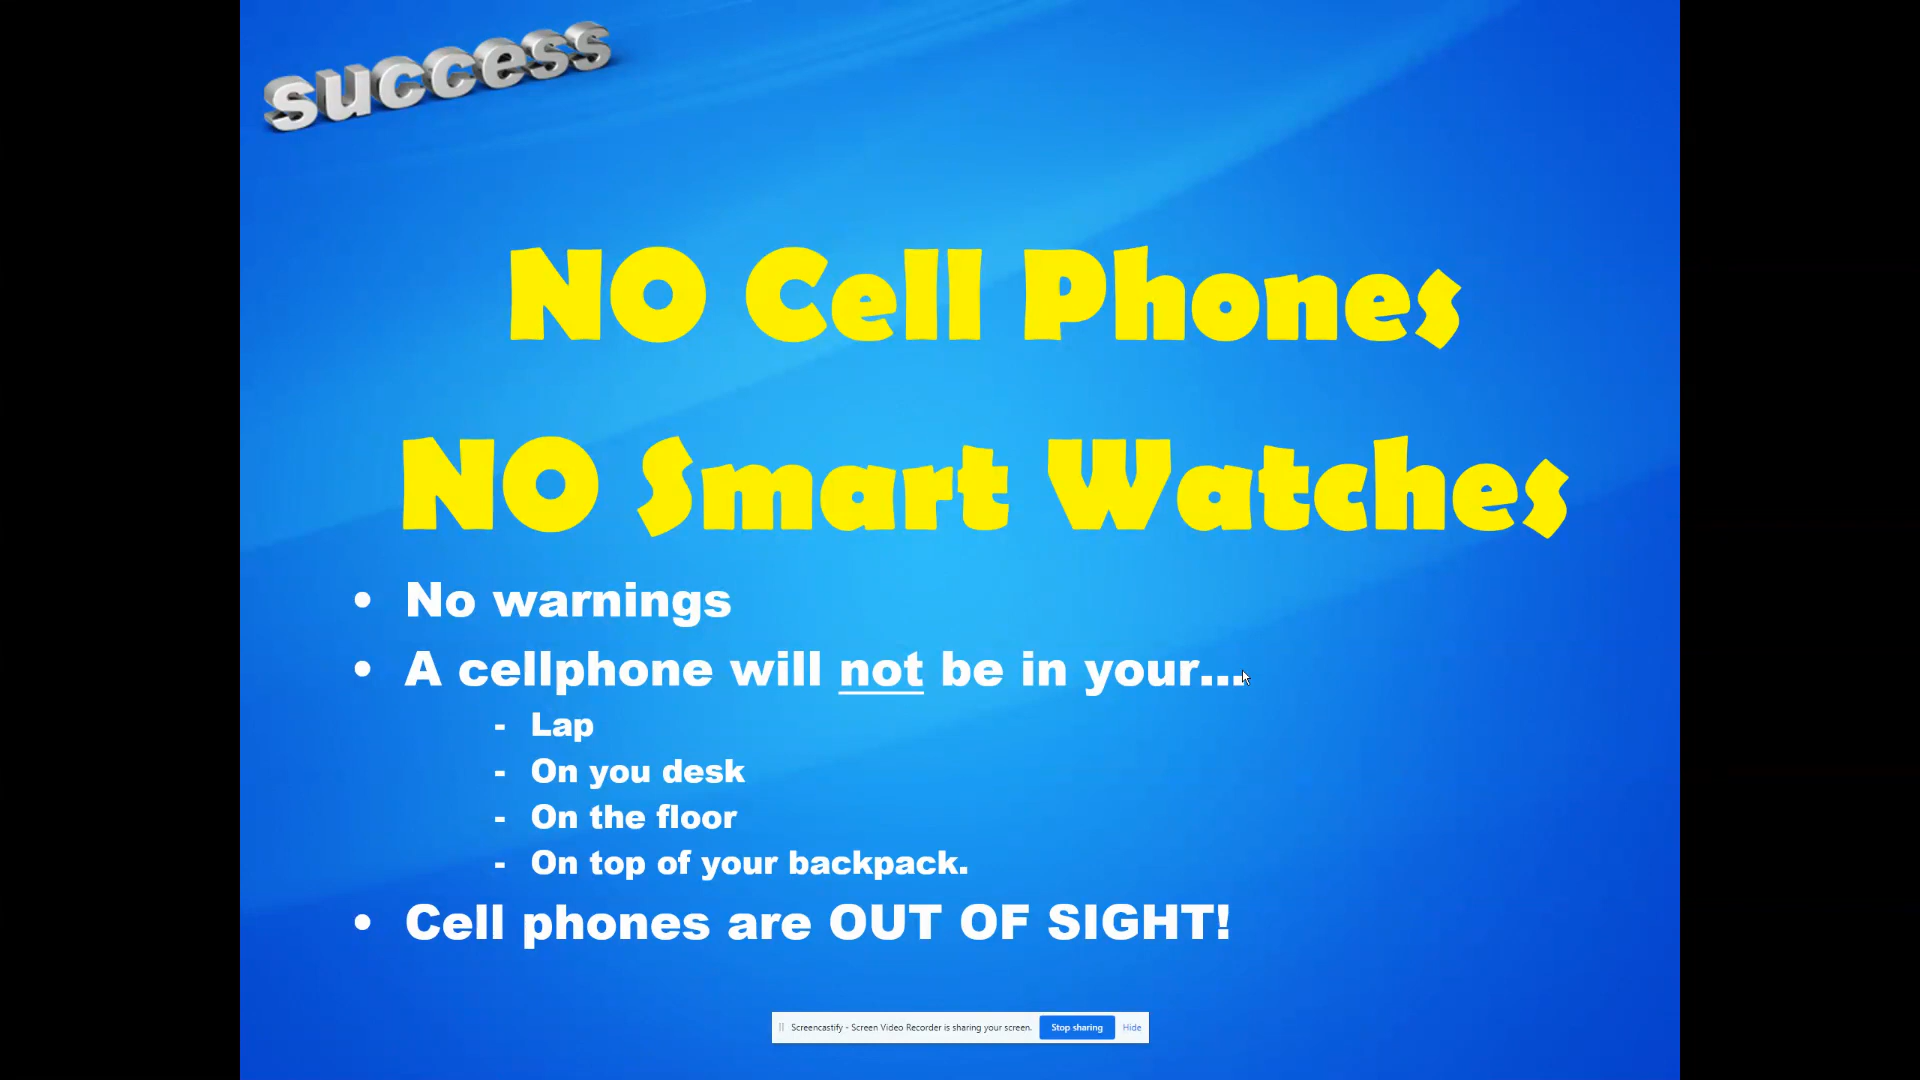 success
NO Cell Phones
NO Smart Watches
• No warnings
• A cellphone will not be in your...
- Lap
- On you desk
- On the floor
- On top of your backpack.
• Cell phones are OUT OF SIGHT!
Screencastify - Screen Video Recorder is sharing your screen. Stop sharing Hide